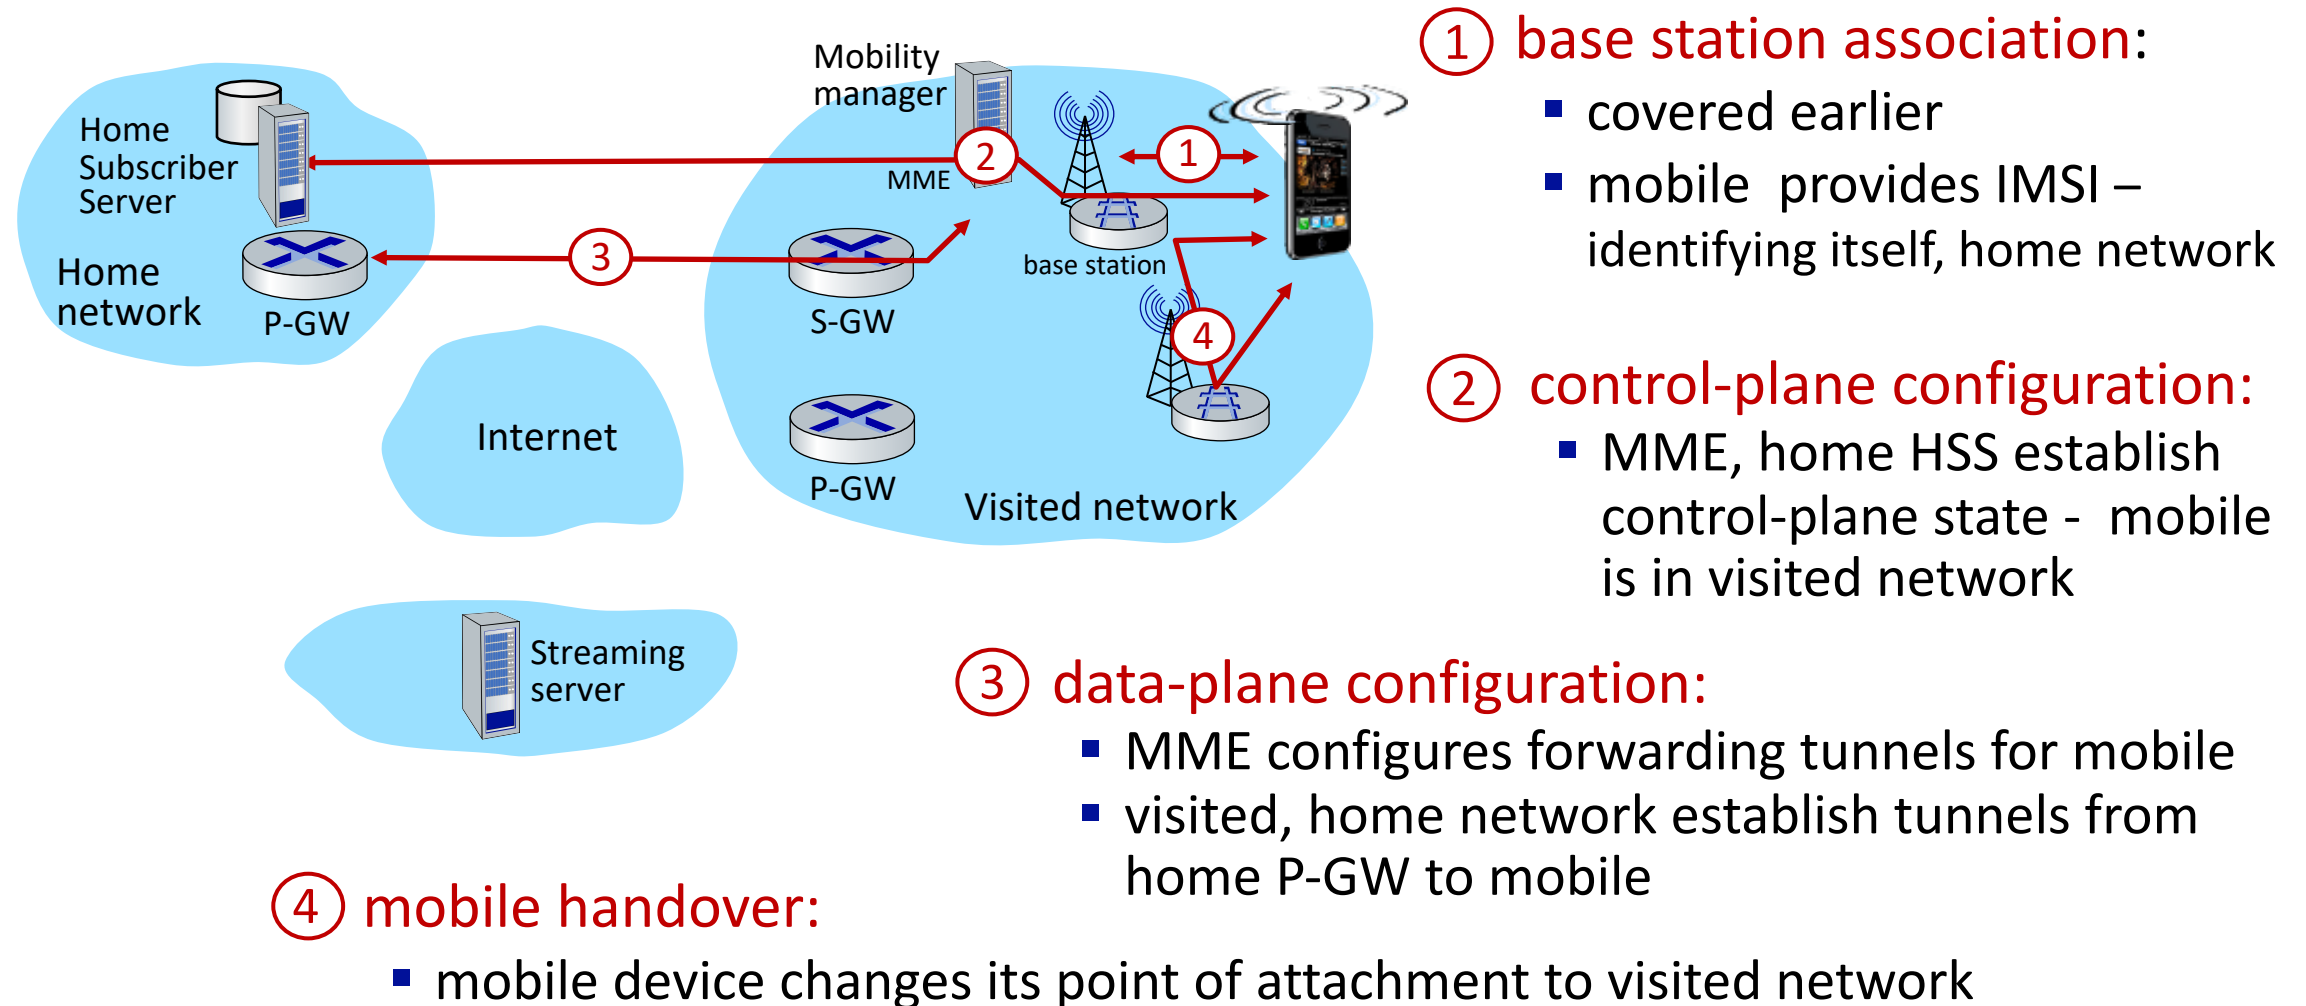 Home
Subscriber
Server
Home
network
P-GW
Mobility
manager
MME
2
1
base station
3
S-GW
4
P-GW
Visited network
Internet
Streaming
server
1 base station association:
▪ covered earlier
▪ mobile provides IMSI –
identifying itself, home network
2 control-plane configuration:
▪ MME, home HSS establish
control-plane state - mobile
is in visited network
3 data-plane configuration:
▪ MME configures forwarding tunnels for mobile
▪ visited, home network establish tunnels from
home P-GW to mobile
4 mobile handover:
▪ mobile device changes its point of attachment to visited network